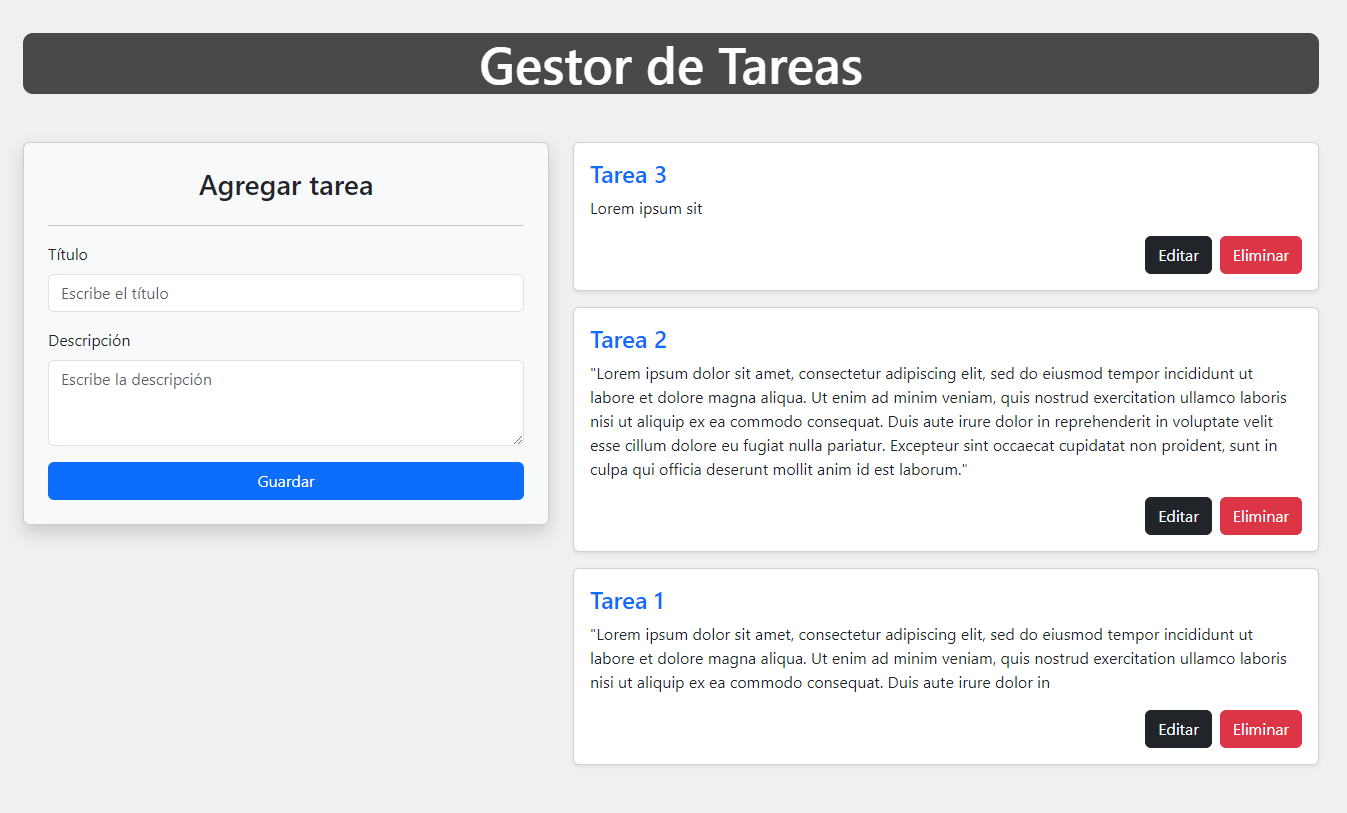 Gestor de Tareas
Agregar tarea
Título
Escribe el título
Descripción
Escribe la descripción
Guardar
Tarea 3
Lorem ipsum sit
Editar Eliminar
Tarea 2
"Lorem ipsum dolor sit amet, consectetur adipiscing elit, sed do eiusmod tempor incididunt ut
labore et dolore magna aliqua. Ut enim ad minim veniam, quis nostrud exercitation ullamco laboris
nisi ut aliquip ex ea commodo consequat. Duis aute irure dolor in reprehenderit in voluptate velit
esse cillum dolore eu fugiat nulla pariatur. Excepteur sint occaecat cupidatat non proident, sunt in
culpa qui officia deserunt mollit anim id est laborum."
Editar Eliminar
Tarea 1
"Lorem ipsum dolor sit amet, consectetur adipiscing elit, sed do eiusmod tempor incididunt ut
labore et dolore magna aliqua. Ut enim ad minim veniam, quis nostrud exercitation ullamco laboris
nisi ut aliquip ex ea commodo consequat. Duis aute irure dolor in
Editar Eliminar